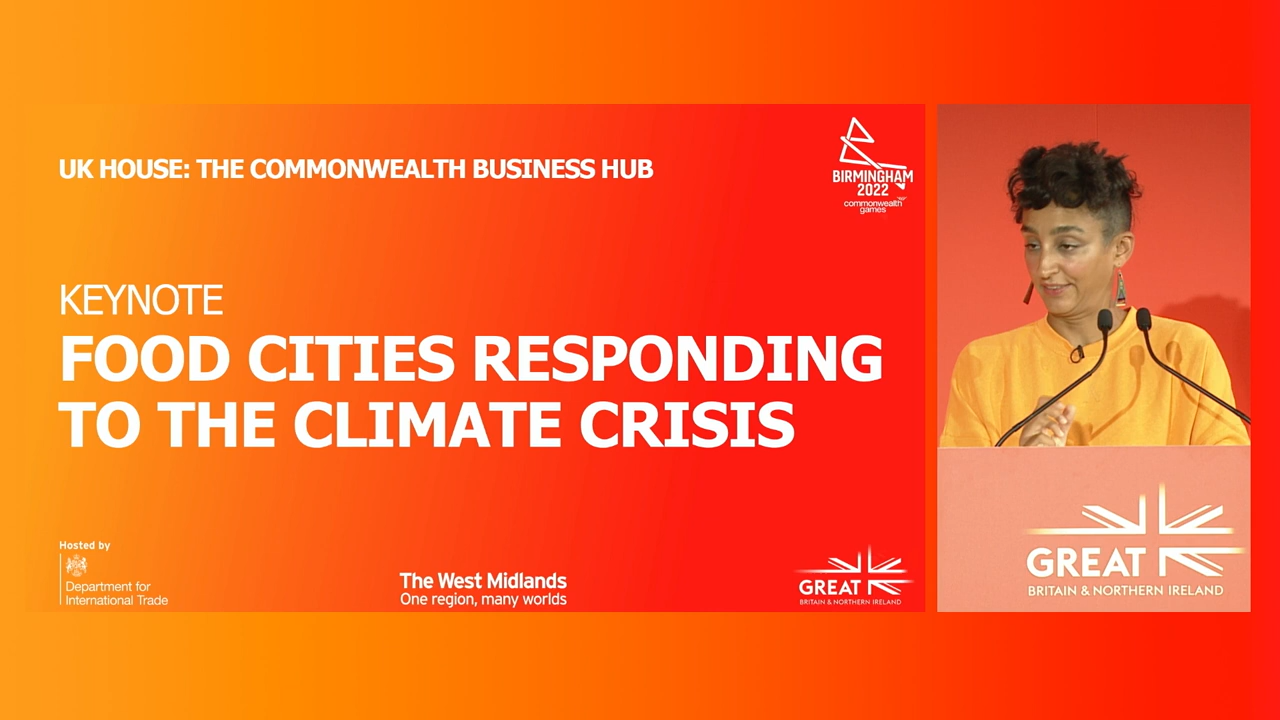 UK HOUSE: THE COMMONWEALTH BUSINESS HUB
BIRMINGHAM
2022
commonwealth
games
KEYNOTE
FOOD CITIES RESPONDING
TO THE CLIMATE CRISIS
Hosted by
Department for
International Trade
The West Midlands
One region, many worlds
GREAT
BRITAIN & NORTHERN IRELAND
GREAT
BRITAIN & NORTHERN IRELAND